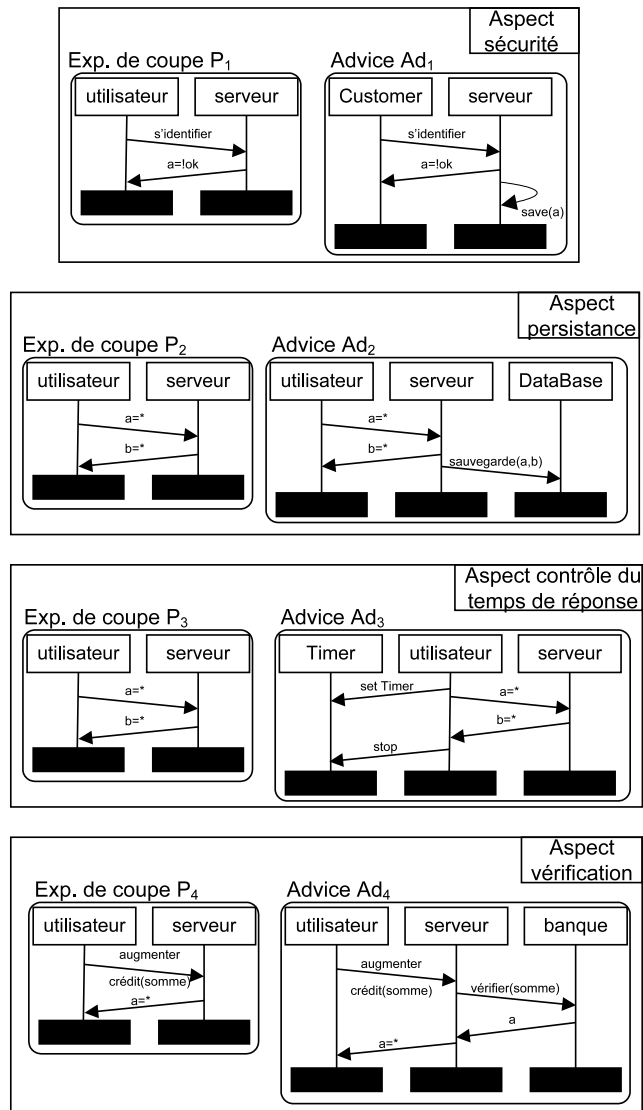 Aspect
sécurité
Exp. de coupe P1
Advice Ad1
utilisateur
serveur
Customer
serveur
s'identifier
a=!ok
s'identifier
a=!ok
save(a)
Aspect
persistance
Exp. de coupe P2
Advice Ad2
utilisateur
serveur
utilisateur
serveur
DataBase
a=*
b=*
a=*
b=*
sauvegarde(a,b)
Aspect contrôle du
temps de réponse
Exp. de coupe P3
Advice Ad3
utilisateur
serveur
Timer
utilisateur
serveur
a=*
b=*
set Timer
a=*
b=*
stop
Aspect
vérification
Exp. de coupe P4
Advice Ad4
utilisateur
serveur
utilisateur
serveur
banque
augmenter
crédit(somme)
a=*
augmenter
crédit(somme)
vérifier(somme)
a
a=*